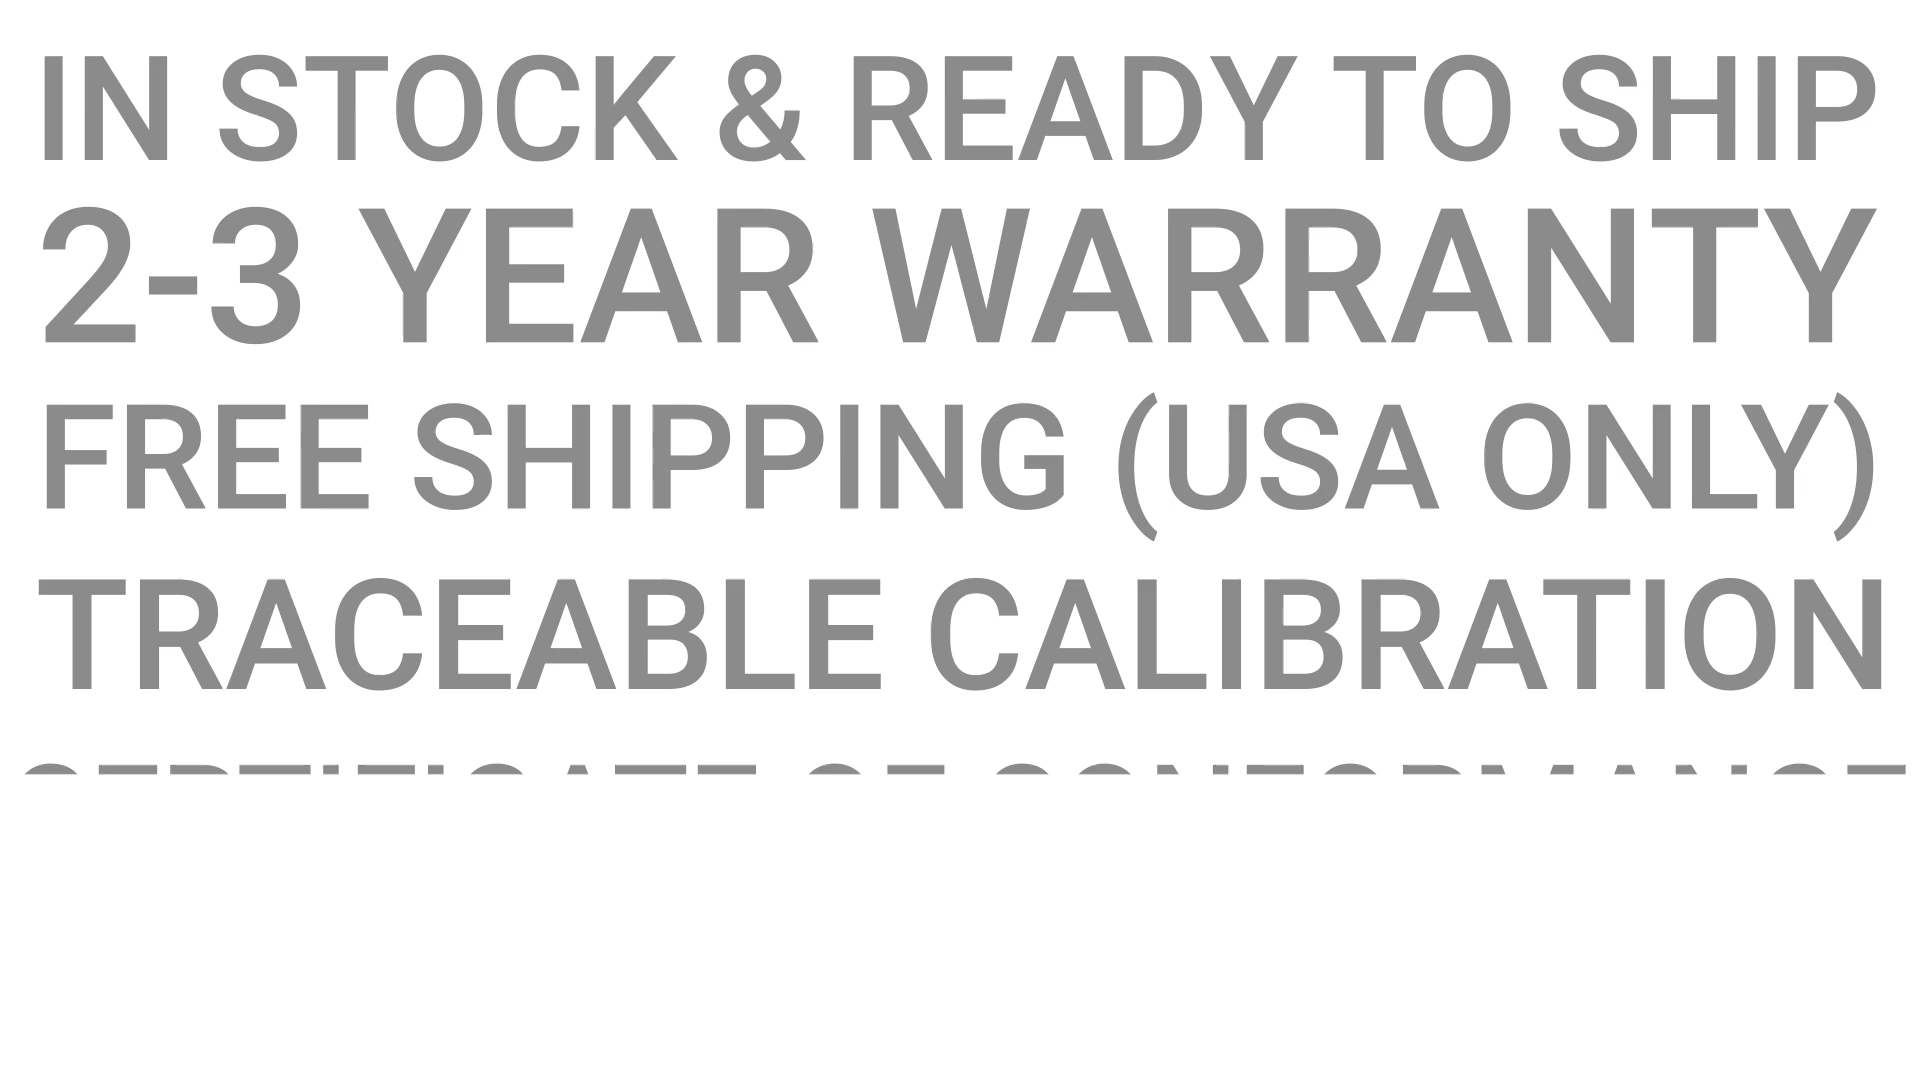 IN STOCK & READY TO SHIP
2-3 YEAR WARRANTY
FREE SHIPPING (USA ONLY)
TRACEABLE CALIBRATION